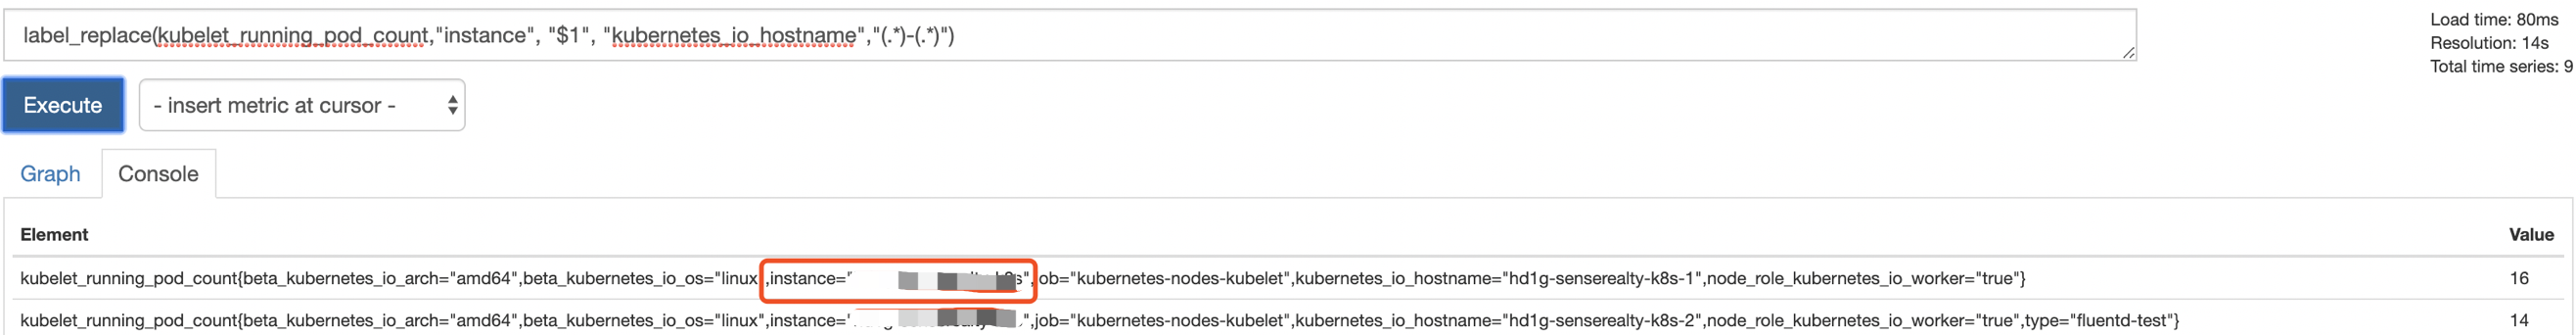 label_replace(kubelet_running_pod_count,"instance", "$1", "kubernetes_io_hostname","(.*)-(.*)")
Load time: 80ms
Resolution: 14s
Total time series: 9
Execute
- insert metric at cursor -
Graph
Console
Element
Value
kubelet_running_pod_count{beta_kubernetes_io_arch="amd64",beta_kubernetes_io_os="linux",instance=" ",job="kubernetes-nodes-kubelet",kubernetes_io_hostname="hd1g-senserealty-k8s-1",node_role_kubernetes_io_worker="true"}
16
kubelet_running_pod_count{beta_kubernetes_io_arch="amd64",beta_kubernetes_io_os="linux",instance=" ",job="kubernetes-nodes-kubelet",kubernetes_io_hostname="hd1g-senserealty-k8s-2",node_role_kubernetes_io_worker="true",type="fluentd-test"}
14